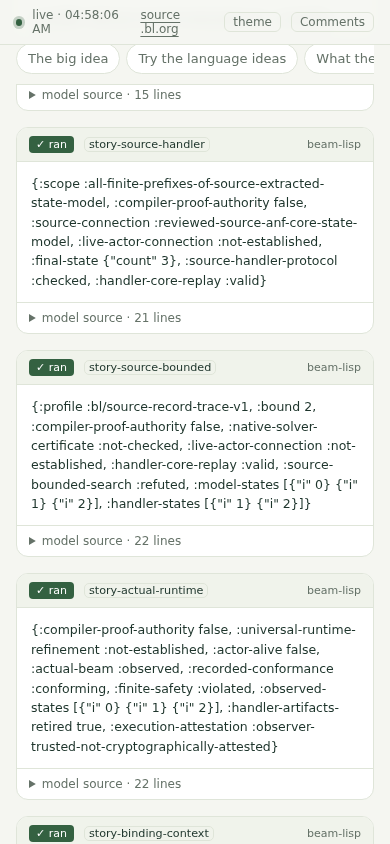 live · 04:58:06 AM
source .bl.org
theme
Comments
The big idea
Try the language ideas
What the
▶ model source · 15 lines
✓ ran story-source-handler beam-lisp
{:scope :all-finite-prefixes-of-source-extracted-
state-model, :compiler-proof-authority false,
:source-connection :reviewed-source-anf-core-state-
model, :live-actor-connection :not-established,
:final-state {"count" 3}, :source-handler-protocol
:checked, :handler-core-replay :valid}
▶ model source · 21 lines
✓ ran story-source-bounded beam-lisp
{:profile :bl/source-record-trace-v1, :bound 2,
:compiler-proof-authority false, :native-solver-
certificate :not-checked, :live-actor-connection :not-
established, :handler-core-replay :valid, :source-
bounded-search :refuted, :model-states [{"i" 0} {"i"
1} {"i" 2}], :handler-states [{"i" 1} {"i" 2}]}
▶ model source · 22 lines
✓ ran story-actual-runtime beam-lisp
{:compiler-proof-authority false, :universal-runtime-
refinement :not-established, :actor-alive false,
:actual-beam :observed, :recorded-conformance
:conforming, :finite-safety :violated, :observed-
states [{"i" 0} {"i" 1} {"i" 2}], :handler-artifacts-
retired true, :execution-attestation :observer-
trusted-not-cryptographically-attested}
▶ model source · 22 lines
✓ ran story-binding-context beam-lisp